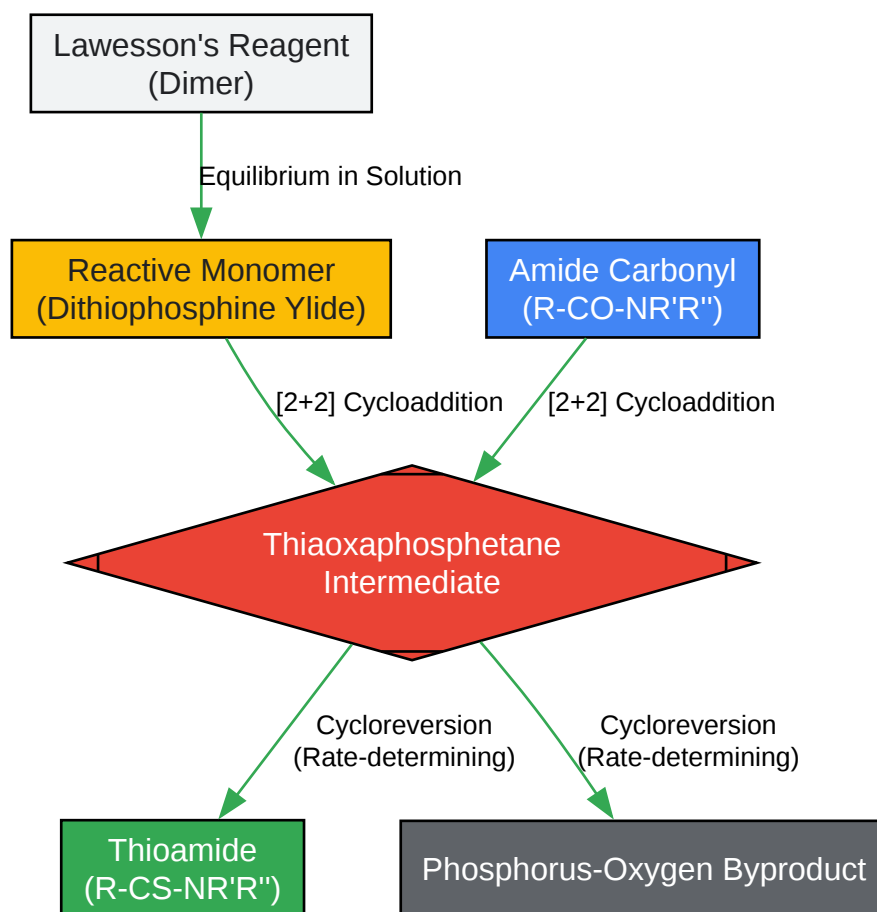 Lawesson's Reagent
(Dimer)
Equilibrium in Solution
Reactive Monomer
(Dithiophosphine Ylide)
Amide Carbonyl
(R-CO-NR'R'')
[2+2] Cycloaddition
[2+2] Cycloaddition
Thiaoxaphosphetane
Intermediate
Cycloreversion
(Rate-determining)
Cycloreversion
(Rate-determining)
Thioamide
(R-CS-NR'R'')
Phosphorus-Oxygen Byproduct